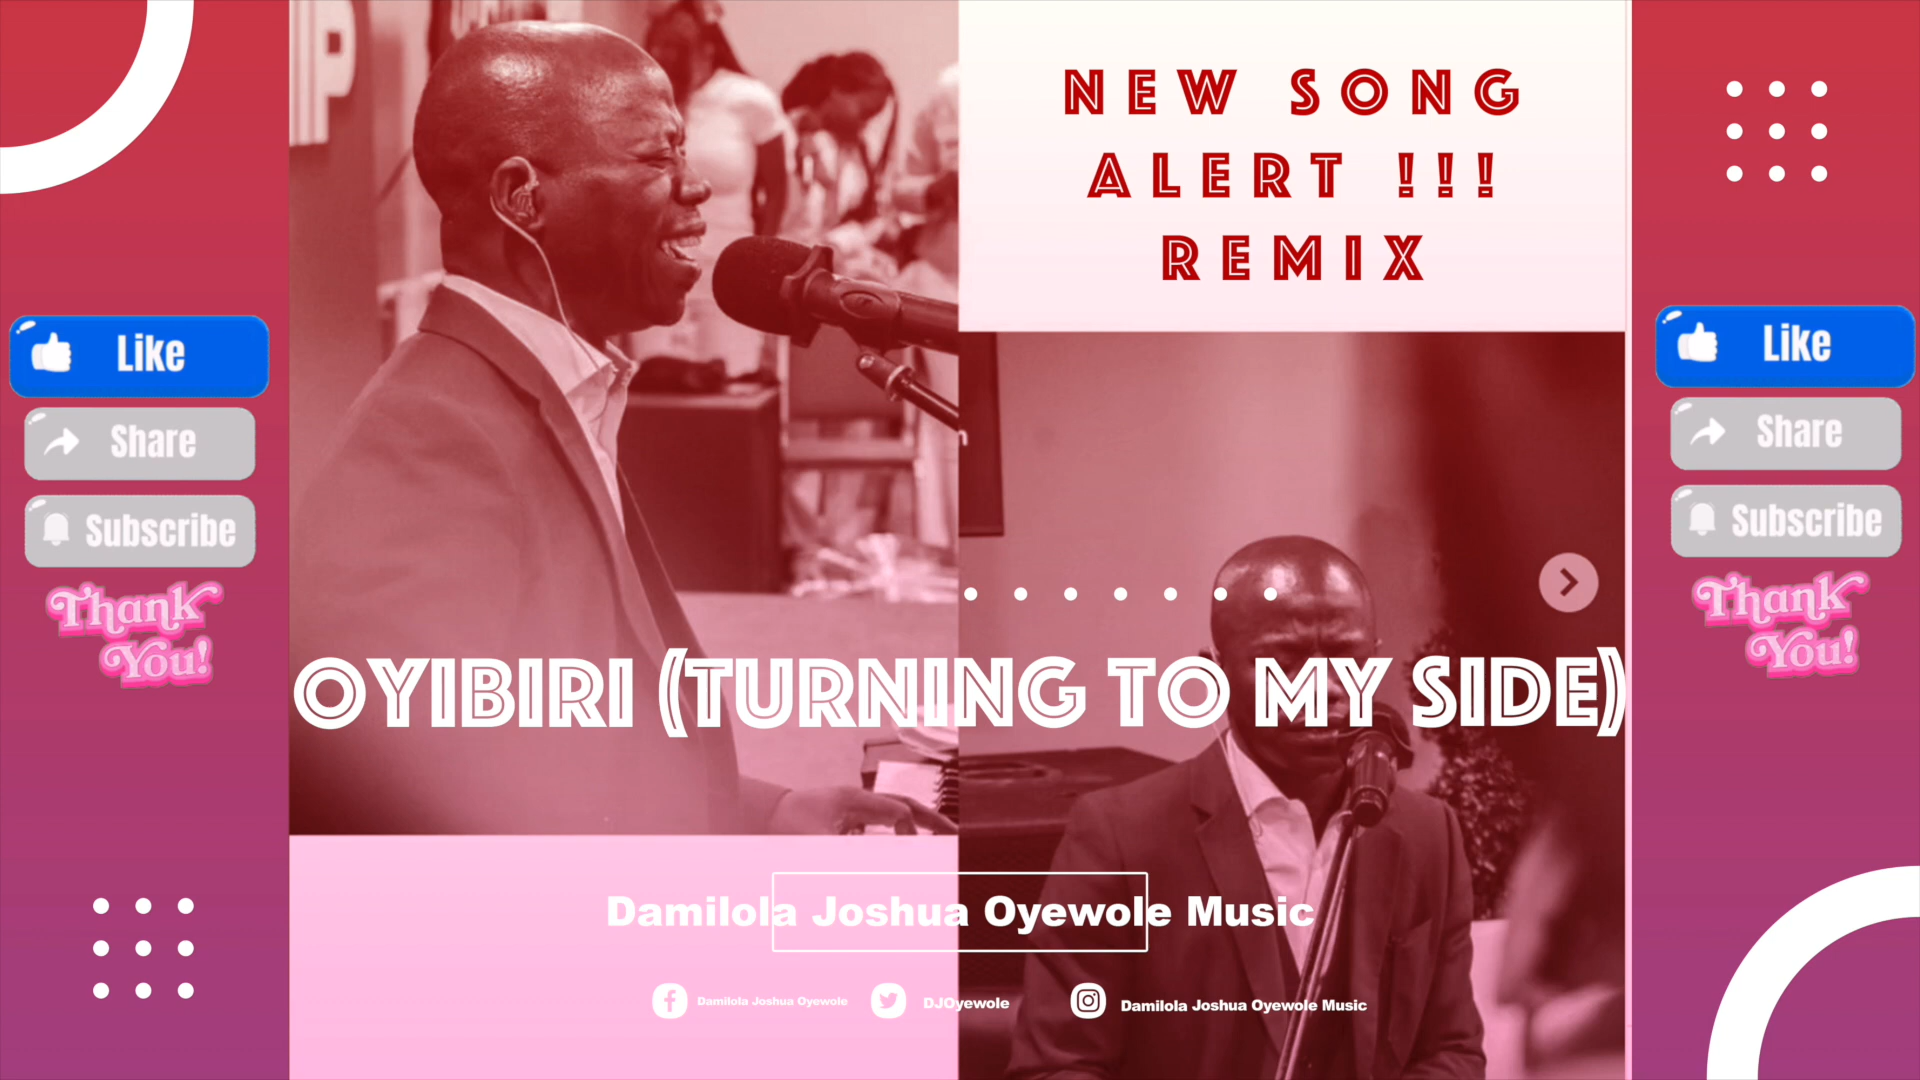 P
NEW SONG
ALERT !!!
REMIX
Like
Share
Subscribe
Thank
You!
Like
Share
Subscribe
Thank
You!
OYIBIRI (TURNING TO MY SIDE)
Damilola Joshua Oyewole Music
Damilola Joshua Oyewole
DJOyewole
Damilola Joshua Oyewole Music